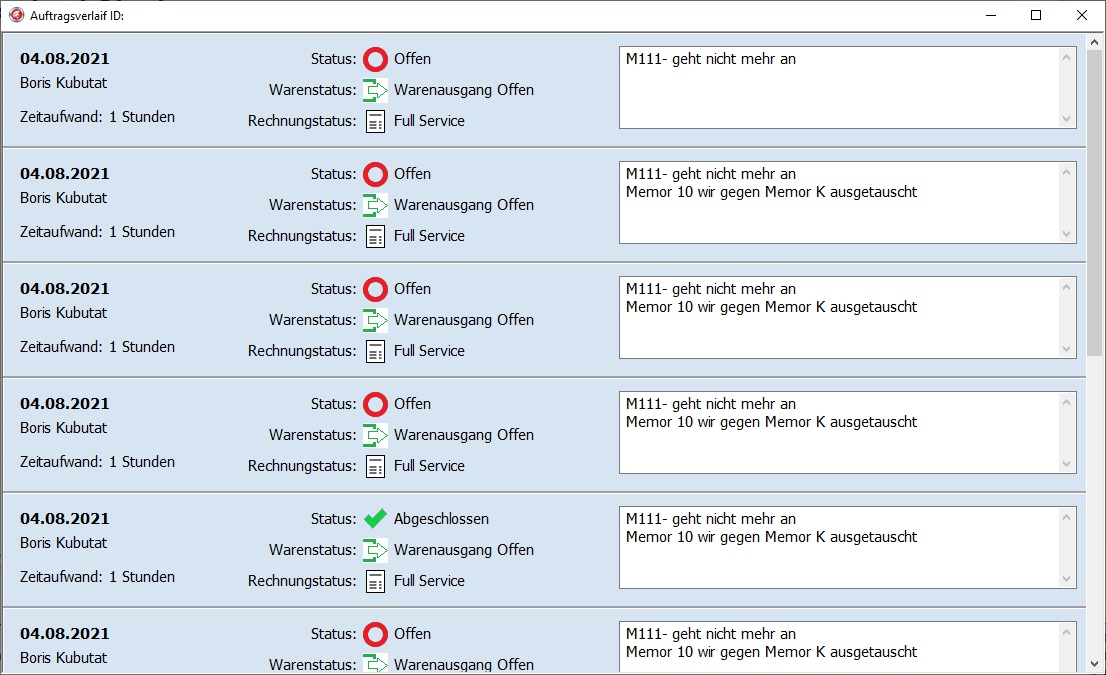 Auftragsverlaif ID:
04.08.2021
Boris Kubutat
Zeitaufwand: 1 Stunden
Status: Offen
Warenstatus: Warenausgang Offen
Rechnungstatus: Full Service
M111- geht nicht mehr an
04.08.2021
Boris Kubutat
Zeitaufwand: 1 Stunden
Status: Offen
Warenstatus: Warenausgang Offen
Rechnungstatus: Full Service
M111- geht nicht mehr an
Memor 10 wir gegen Memor K ausgetauscht
04.08.2021
Boris Kubutat
Zeitaufwand: 1 Stunden
Status: Offen
Warenstatus: Warenausgang Offen
Rechnungstatus: Full Service
M111- geht nicht mehr an
Memor 10 wir gegen Memor K ausgetauscht
04.08.2021
Boris Kubutat
Zeitaufwand: 1 Stunden
Status: Offen
Warenstatus: Warenausgang Offen
Rechnungstatus: Full Service
M111- geht nicht mehr an
Memor 10 wir gegen Memor K ausgetauscht
04.08.2021
Boris Kubutat
Zeitaufwand: 1 Stunden
Status: Abgeschlossen
Warenstatus: Warenausgang Offen
Rechnungstatus: Full Service
M111- geht nicht mehr an
Memor 10 wir gegen Memor K ausgetauscht
04.08.2021
Boris Kubutat
Status: Offen
Warenstatus: Warenausgang Offen
M111- geht nicht mehr an
Memor 10 wir gegen Memor K ausgetauscht